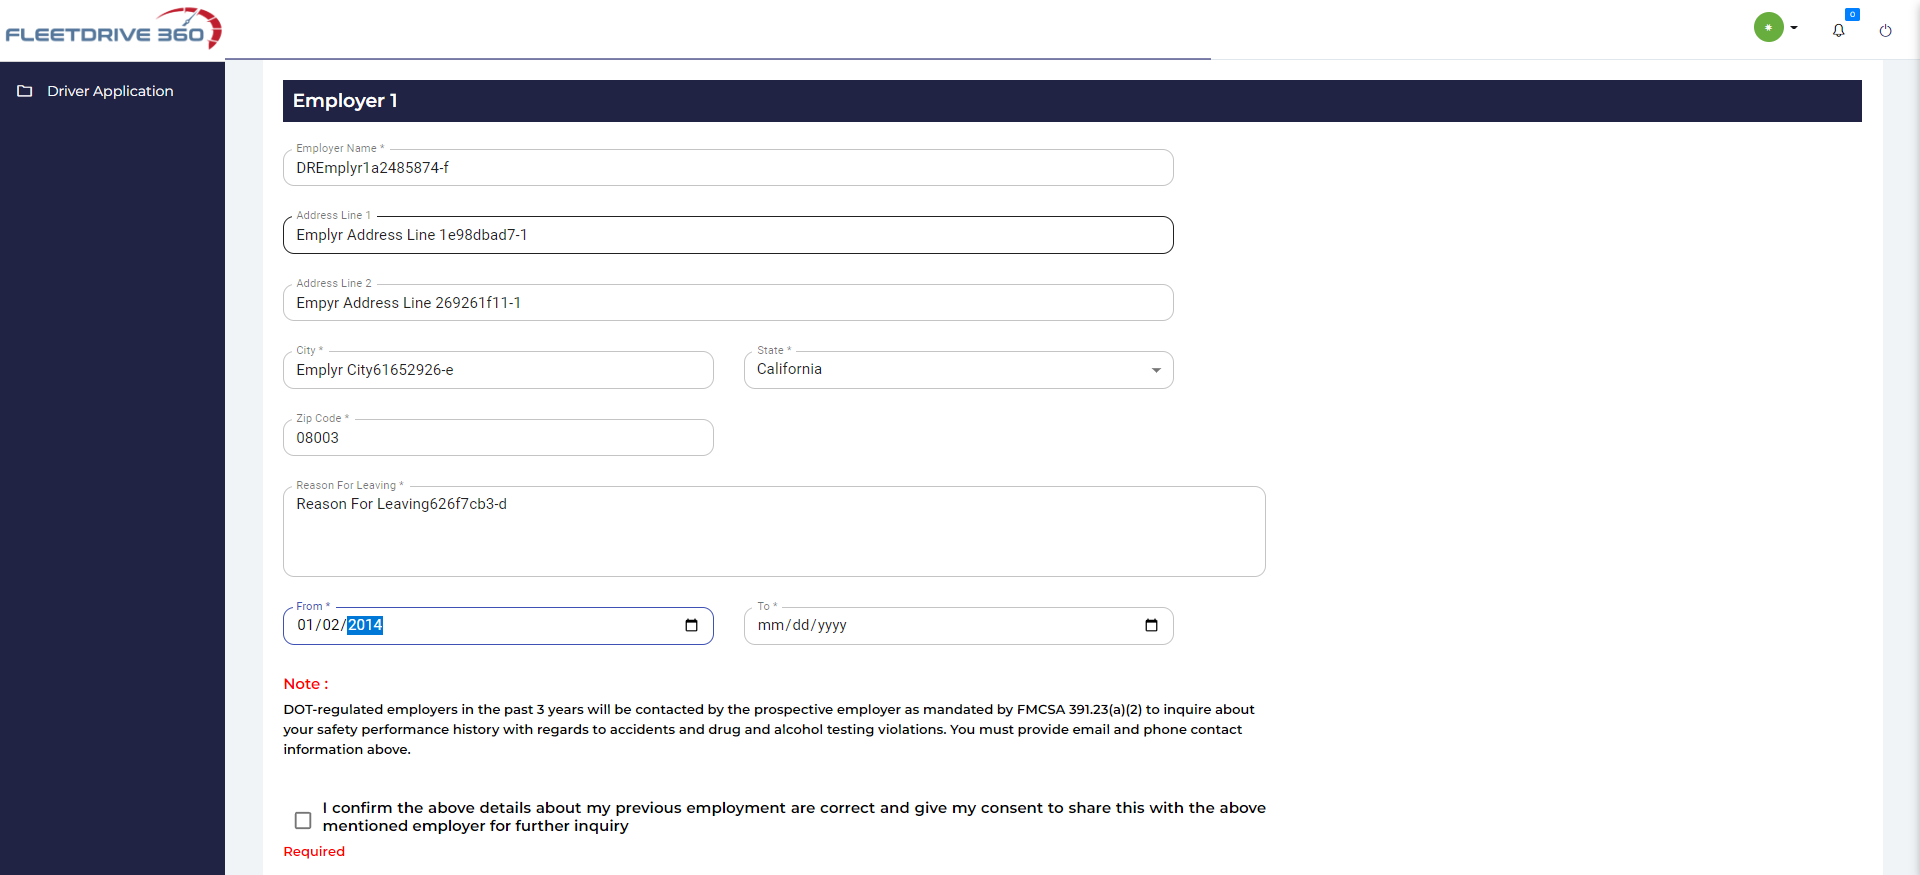 FLEETDRIVE 360
0
Driver Application
Employer 1
Employer Name *
DREmplyr1a2485874-f
Address Line 1
Emplyr Address Line 1e98dbad7-1
Address Line 2
Empyr Address Line 269261f11-1
City *
Emplyr City61652926-e
State *
California
Zip Code *
08003
Reason For Leaving *
Reason For Leaving626f7cb3-d
From *
01/02/2014
To *
mm/dd/yyyy
Note :
DOT-regulated employers in the past 3 years will be contacted by the prospective employer as mandated by FMCSA 391.23(a)(2) to inquire about
your safety performance history with regards to accidents and drug and alcohol testing violations. You must provide email and phone contact
information above.
I confirm the above details about my previous employment are correct and give my consent to share this with the above
mentioned employer for further inquiry
Required